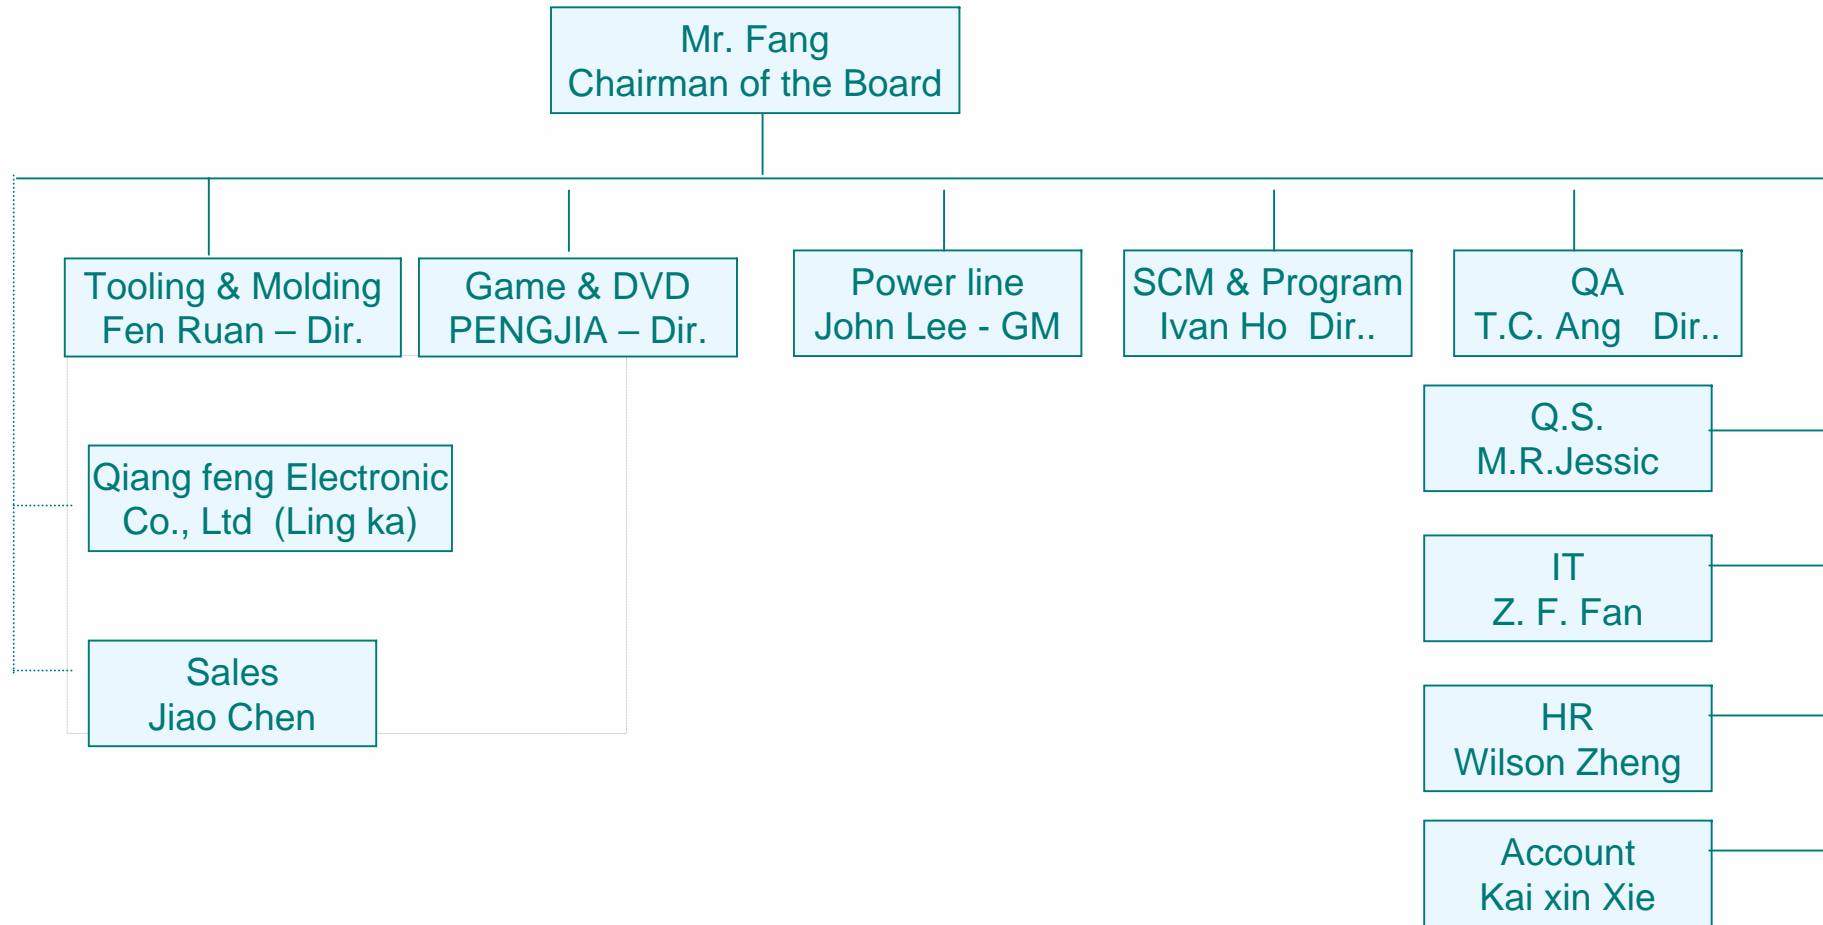 Mr. Fang
Chairman of the Board
Tooling & Molding
Fen Ruan – Dir.
Game & DVD
PENGJIA – Dir.
Power line
John Lee - GM
SCM & Program
Ivan Ho  Dir..
QA
T.C. Ang   Dir..
Qiang feng Electronic
Co., Ltd  (Ling ka)
Sales
Jiao Chen
Q.S.
M.R.Jessic
IT
Z. F. Fan
HR
Wilson Zheng
Account
Kai xin Xie